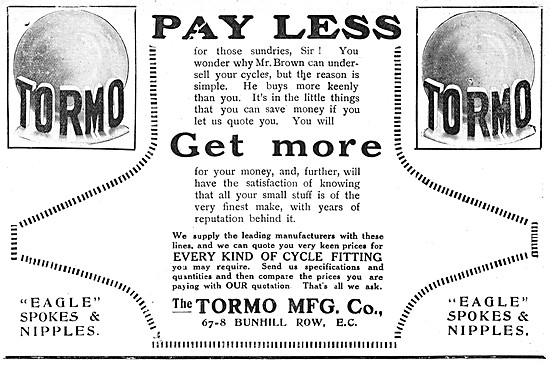 PAY LESS
for those sundries, Sir ! You
wonder why Mr. Brown can under-
sell your cycles, but the reason is
simple. He buys more keenly
than you. It's in the little things
that you can save money if you
let us quote you. You will
Get more
for your money, and, further, will
have the satisfaction of knowing
that all your small stuff is of the
very finest make, with years of
reputation behind it.
We supply the leading manufacturers with these
lines, and we can quote you very keen prices for
EVERY KIND OF CYCLE FITTING
you may require. Send us specifications and
quantities and then compare the prices you are
paying with OUR quotation That's all we ask.
The TORMO MFG. Co.,
67-8 BUNHILL ROW, E.C.
TORMO
"EAGLE"
SPOKES &
NIPPLES.
TORMO
"EAGLE"
SPOKES &
NIPPLES.